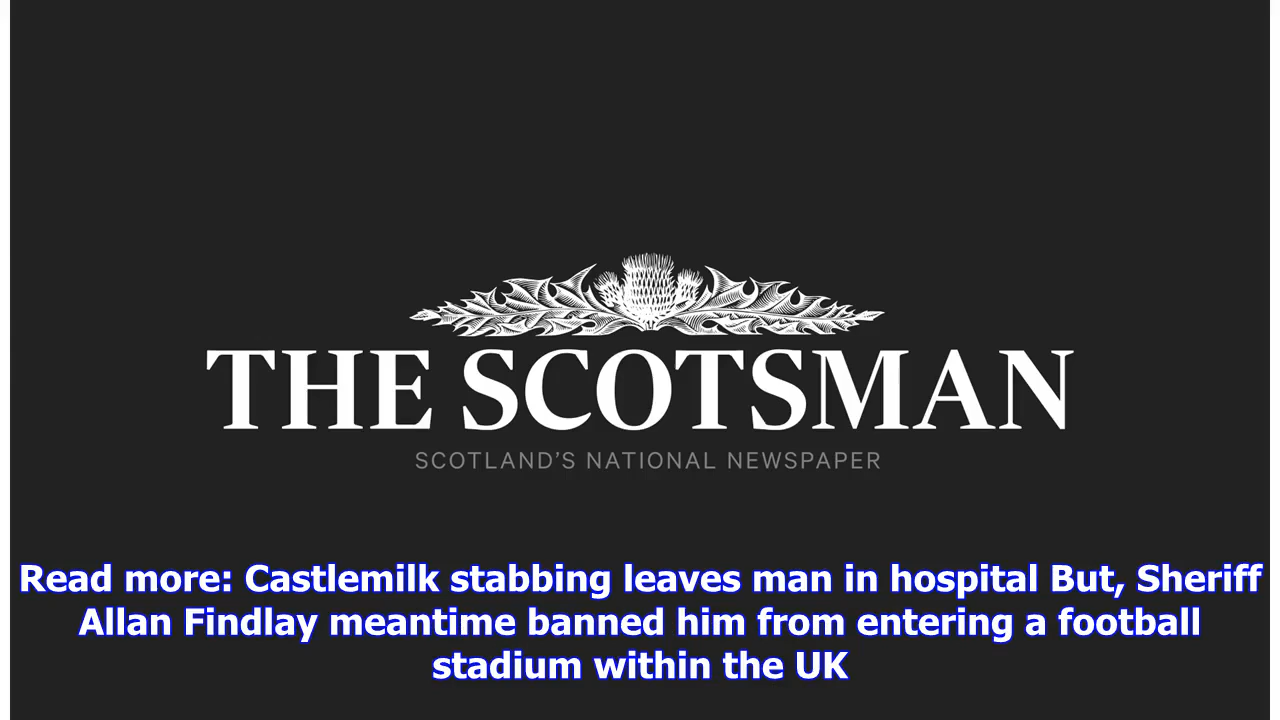 THE SCOTSMAN
SCOTLAND'S NATIONAL NEWSPAPER
Read more: Castlemilk stabbing leaves man in hospital But, Sheriff
Allan Findlay meantime banned him from entering a football
stadium within the UK